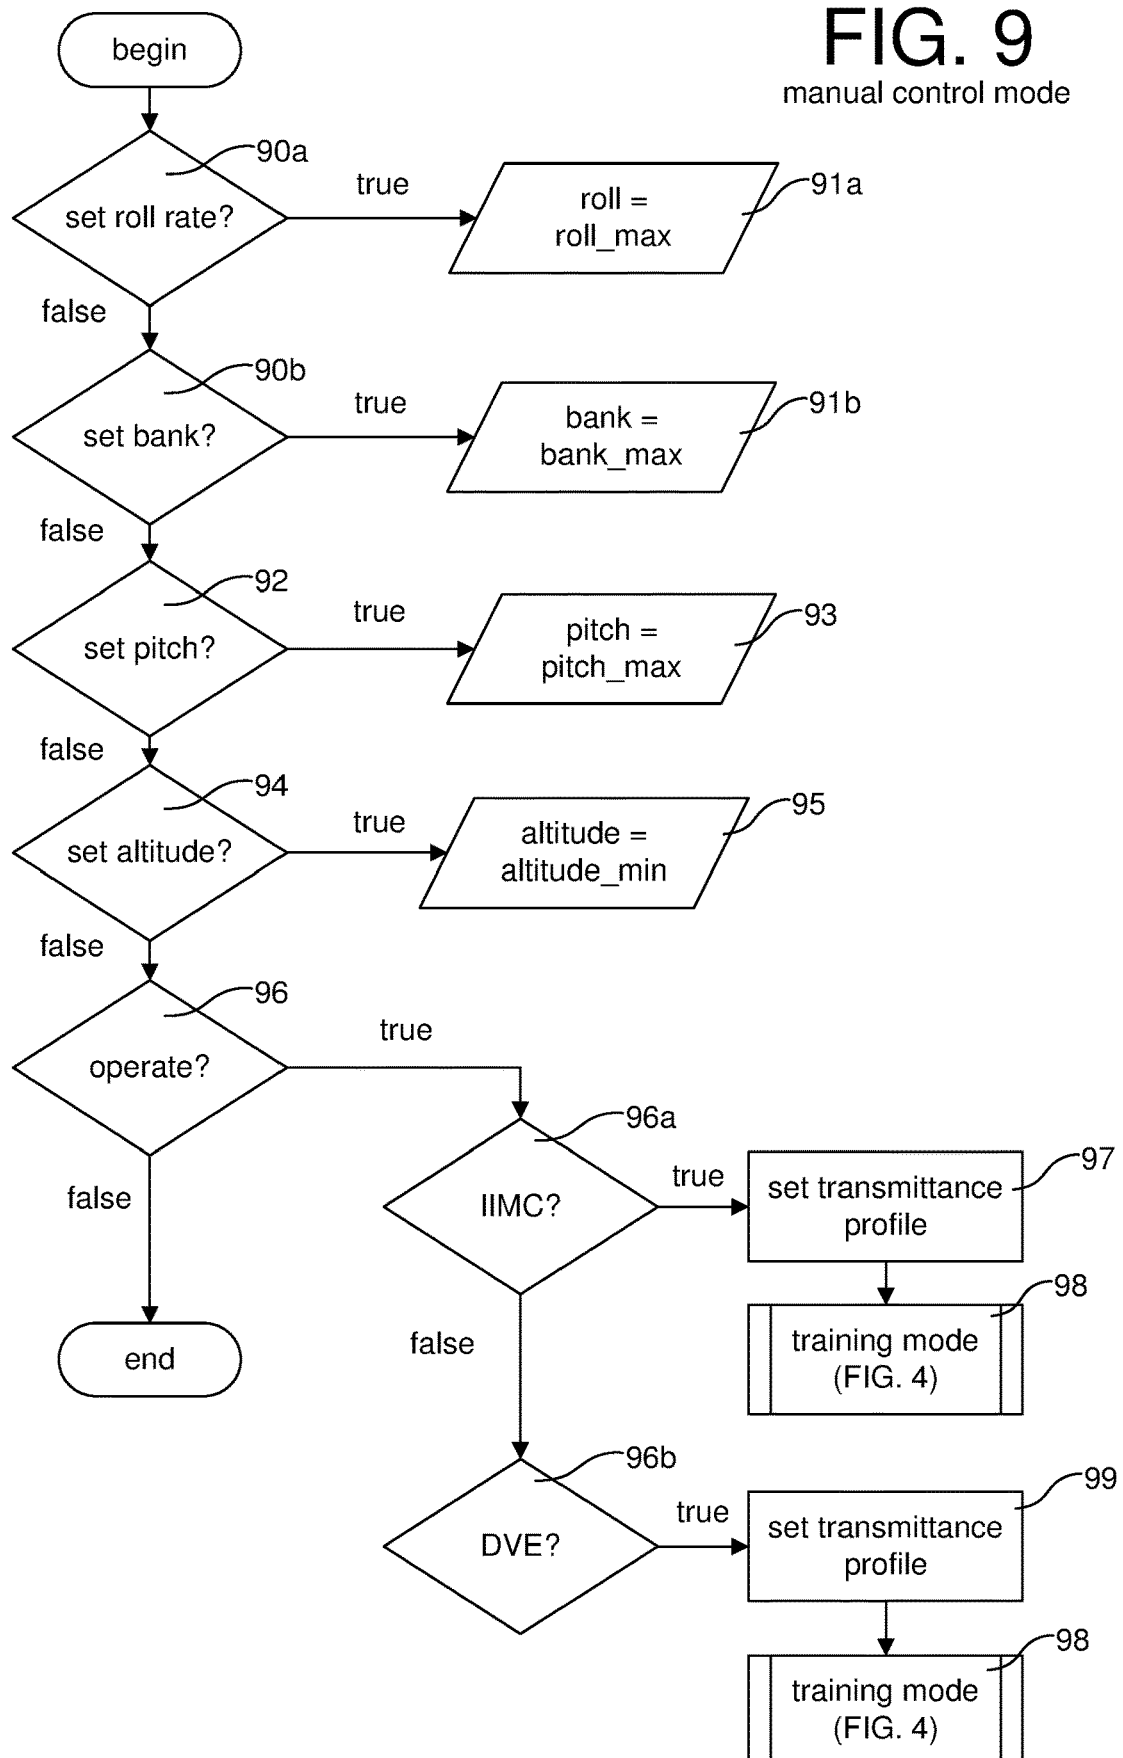 FIG. 9
manual control mode
begin
90a
set roll rate?
true
roll =
roll_max
91a
false
90b
set bank?
true
bank =
bank_max
91b
false
92
set pitch?
true
pitch =
pitch_max
93
false
94
set altitude?
true
altitude =
altitude_min
95
false
96
operate?
true
96a
IIMC?
true
set transmittance
profile
97
false
98
training mode
(FIG. 4)
end
false
96b
DVE?
true
set transmittance
profile
99
98
training mode
(FIG. 4)